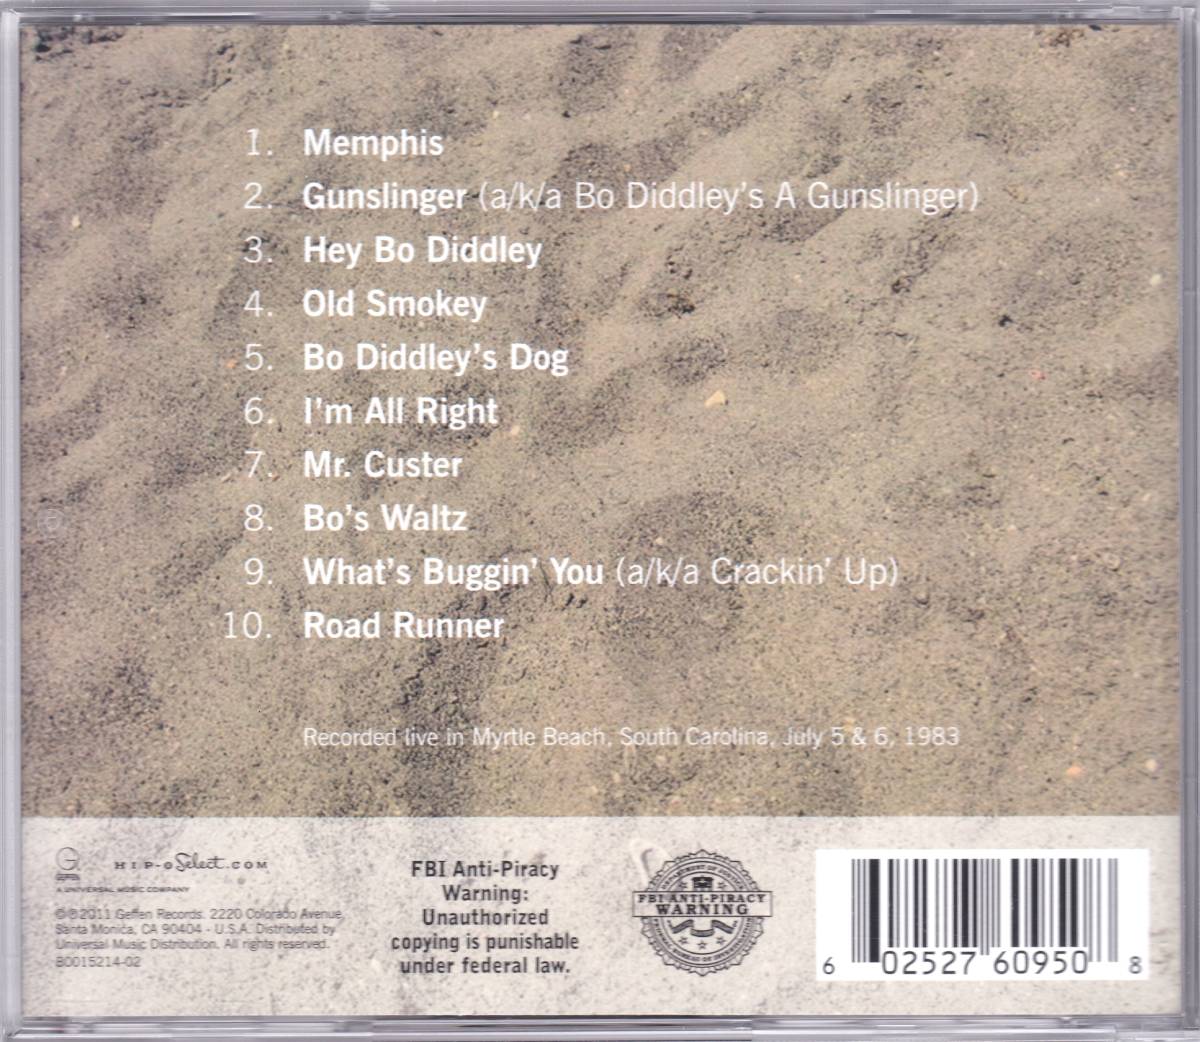 1. Memphis
2. Gunslinger (a/k/a Bo Diddley's A Gunslinger)
3. Hey Bo Diddley
4. Old Smokey
5. Bo Diddley's Dog
6. I'm All Right
7. Mr. Custer
8. Bo's Waltz
9. What's Buggin' You (a/k/a Crackin' Up)
10. Road Runner
Recorded live in Myrtle Beach, South Carolina, July 5 & 6, 1983
GEFFEN
HIP-O Select.COM
A UNIVERSAL MUSIC COMPANY
℗©2011 Geffen Records. 2220 Colorado Avenue,
Santa Monica, CA 90404 - U.S.A. Distributed by
Universal Music Distribution. All rights reserved.
B0015214-02
FBI Anti-Piracy
Warning:
Unauthorized
copying is punishable
under federal law.
DEPARTMENT OF JUSTICE
FBI ANTI-PIRACY
WARNING
6 02527 60950 8